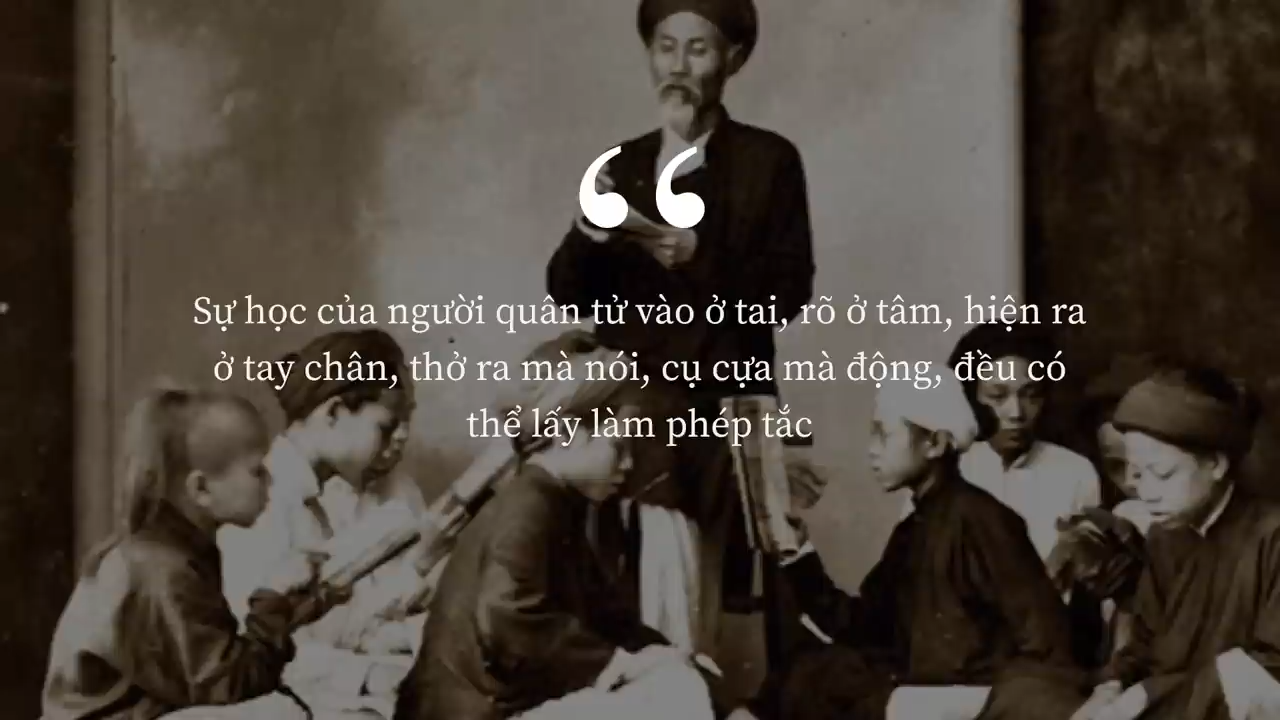 “
Sự học của người quân tử vào ở tai, rõ ở tâm, hiện ra
ở tay chân, thở ra mà nói, cụ cựa mà động, đều có
thể lấy làm phép tắc